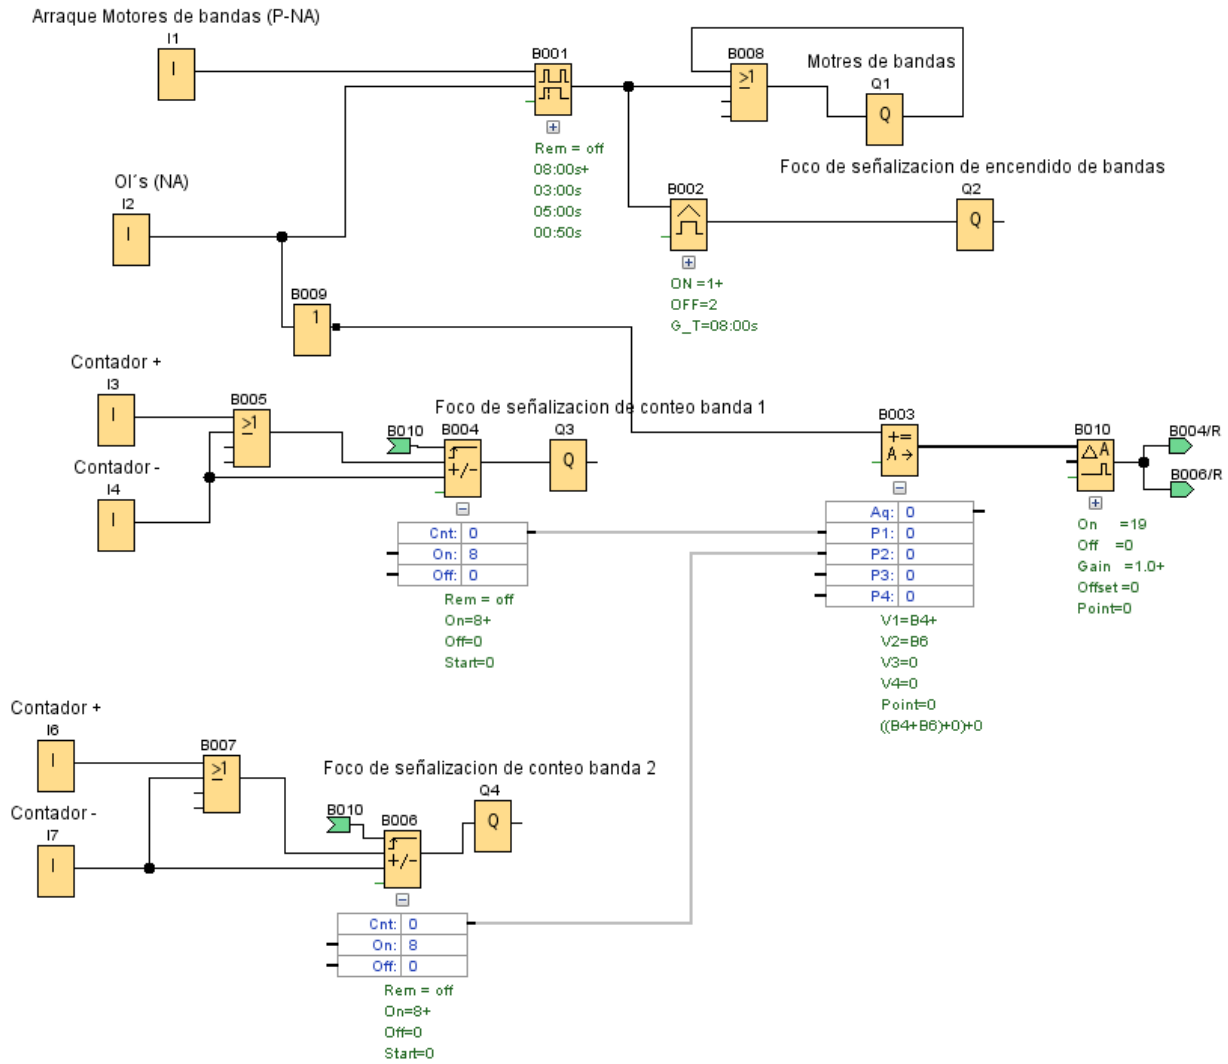 Arraque Motores de bandas (P-NA)
I1
I
B001
Rem = off
08:00s+
03:00s
05:00s
00:50s
B008
>1
Motres de bandas
Q1
Q
Foco de señalizacion de encendido de bandas
B002
ON =1+
OFF=2
G_T=08:00s
Q2
Q
Ol´s (NA)
I2
I
B009
1
Contador +
I3
I
B005
>1
Contador -
I4
I
Foco de señalizacion de conteo banda 1
B010
B004
+/-
Q3
Q
Cnt: 0
On: 8
Off: 0
Rem = off
On=8+
Off=0
Start=0
B003
+=
A→
Aq: 0
P1: 0
P2: 0
P3: 0
P4: 0
V1=B4+
V2=B6
V3=0
V4=0
Point=0
((B4+B6)+0)+0
B010
ΔA
B004/R
B006/R
On =19
Off =0
Gain =1.0+
Offset =0
Point=0
Contador +
I6
I
B007
>1
Contador -
I7
I
Foco de señalizacion de conteo banda 2
B010
B006
+/-
Q4
Q
Cnt: 0
On: 8
Off: 0
Rem = off
On=8+
Off=0
Start=0